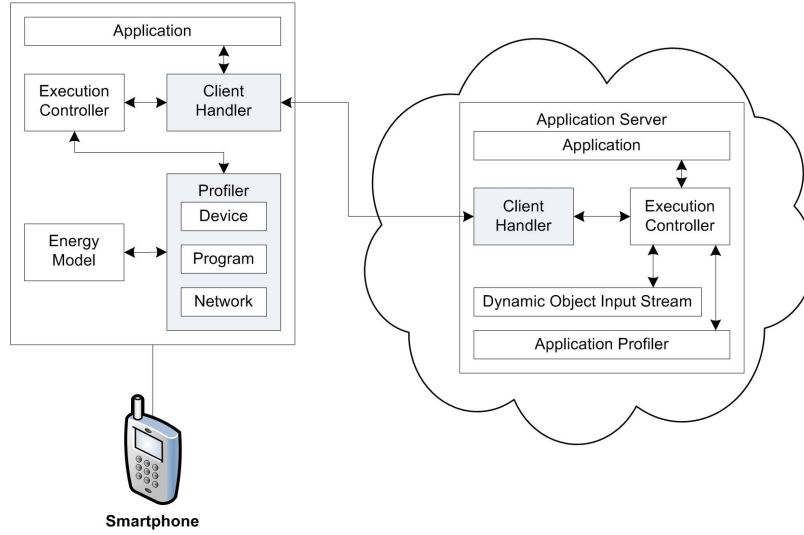 Application
Execution
Controller
Client
Handler
Profiler
Device
Program
Network
Energy
Model
Smartphone
Application Server
Application
Client
Handler
Execution
Controller
Dynamic Object Input Stream
Application Profiler